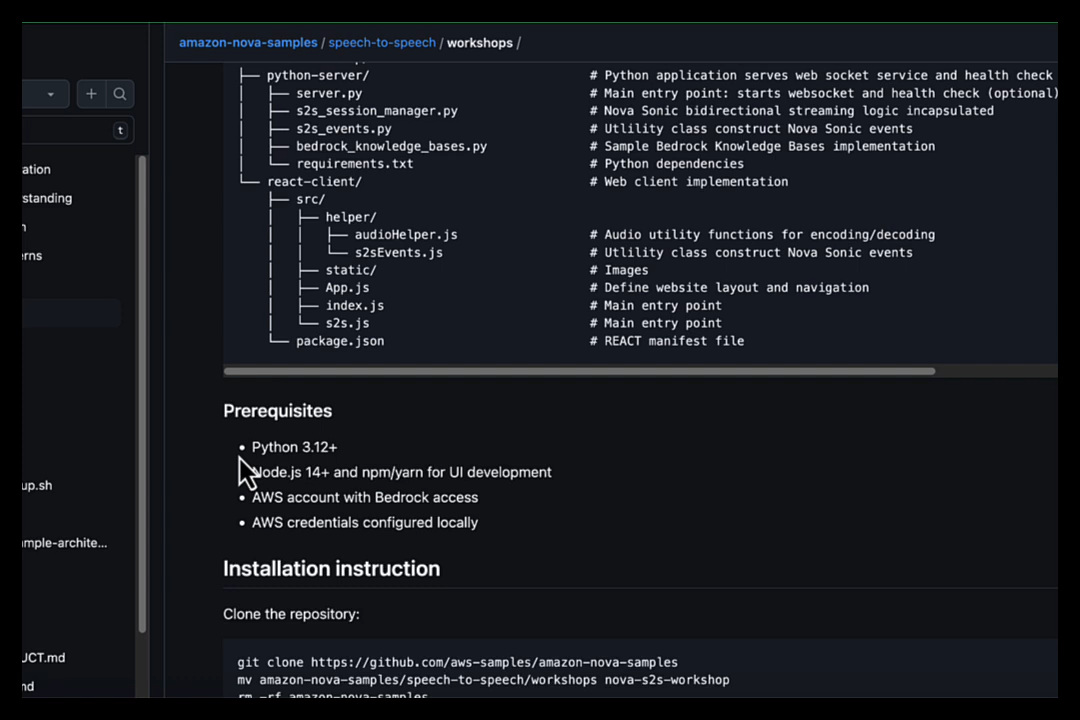 amazon-nova-samples / speech-to-speech / workshops /
t
ation
standing
n
erns
up.sh
mple-archite...
UCT.md
nd
├── python-server/ # Python application serves web socket service and health check
│ ├── server.py # Main entry point: starts websocket and health check (optional)
│ ├── s2s_session_manager.py # Nova Sonic bidirectional streaming logic incapsulated
│ ├── s2s_events.py # Utlility class construct Nova Sonic events
│ ├── bedrock_knowledge_bases.py # Sample Bedrock Knowledge Bases implementation
│ └── requirements.txt # Python dependencies
└── react-client/ # Web client implementation
├── src/
│ ├── helper/
│ │ ├── audioHelper.js # Audio utility functions for encoding/decoding
│ │ └── s2sEvents.js # Utlility class construct Nova Sonic events
│ ├── static/ # Images
│ ├── App.js # Define website layout and navigation
│ ├── index.js # Main entry point
│ └── s2s.js # Main entry point
└── package.json # REACT manifest file
Prerequisites
• Python 3.12+
Node.js 14+ and npm/yarn for UI development
• AWS account with Bedrock access
• AWS credentials configured locally
Installation instruction
Clone the repository:
git clone https://github.com/aws-samples/amazon-nova-samples
mv amazon-nova-samples/speech-to-speech/workshops nova-s2s-workshop
rm -rf amazon-nova-samples